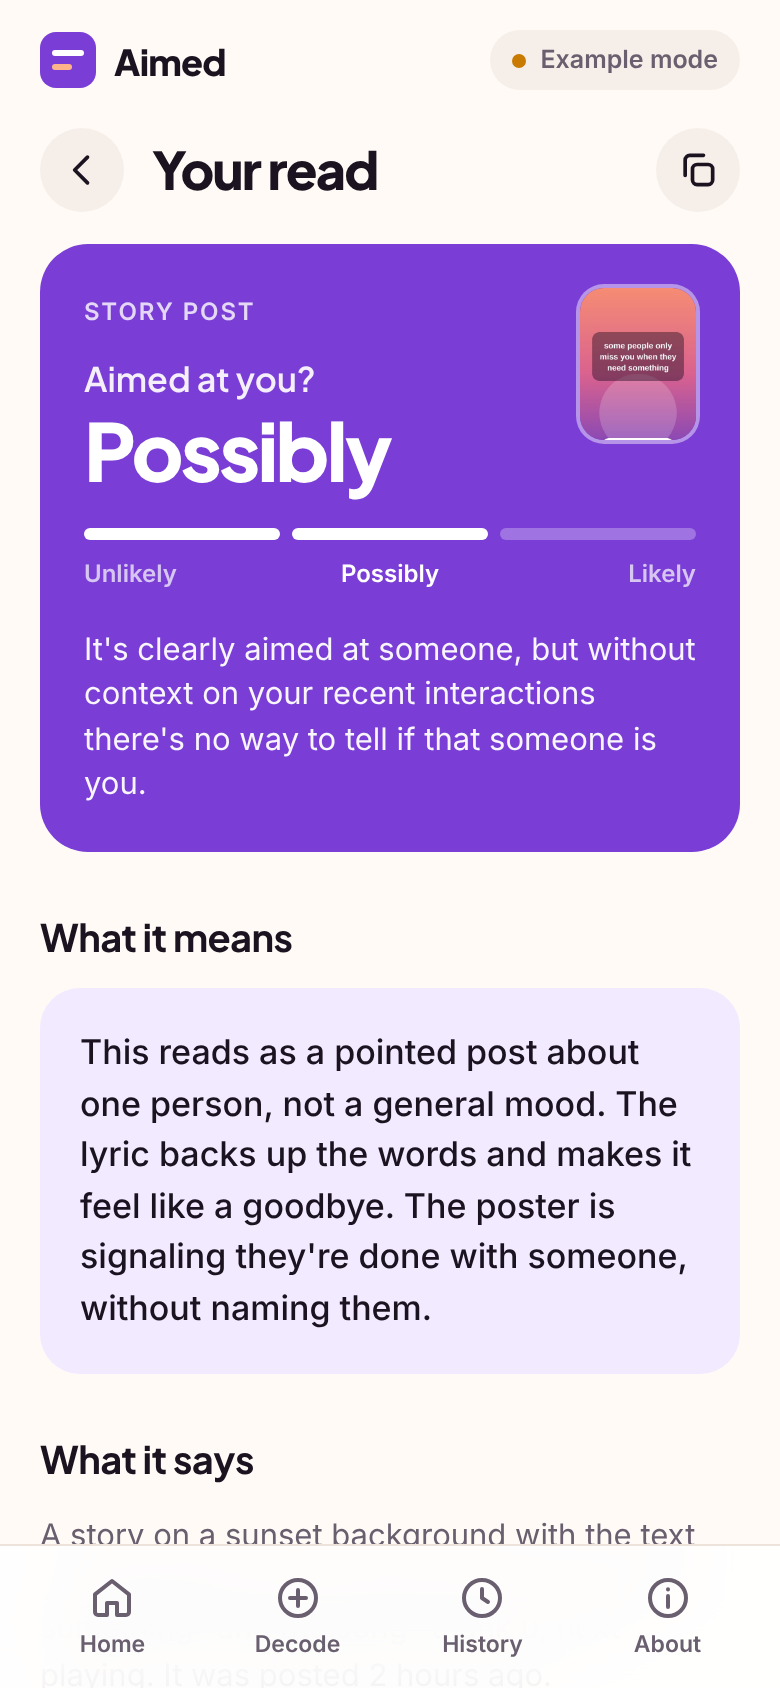 Aimed
Example mode
Your read
STORY POST
some people only
miss you when they
need something
Aimed at you?
Possibly
Unlikely
Possibly
Likely
It's clearly aimed at someone, but without
context on your recent interactions
there's no way to tell if that someone is
you.
What it means
This reads as a pointed post about
one person, not a general mood. The
lyric backs up the words and makes it
feel like a goodbye. The poster is
signaling they're done with someone,
without naming them.
What it says
A story on a sunset background with the text
Home
Decode
History
About
playing. It was posted 2 hours ago.